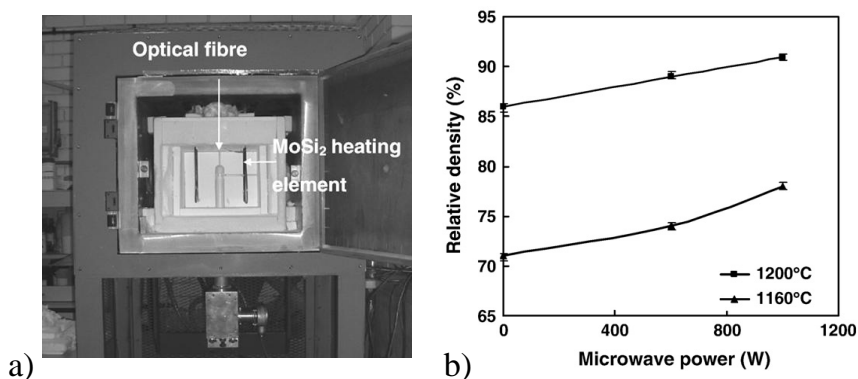 Optical fibre
MoSi₂ heating
element
a)
Relative density (%)
95
90
85
80
75
70
65
0
400
800
1200
1200°C
1160°C
Microwave power (W)
b)